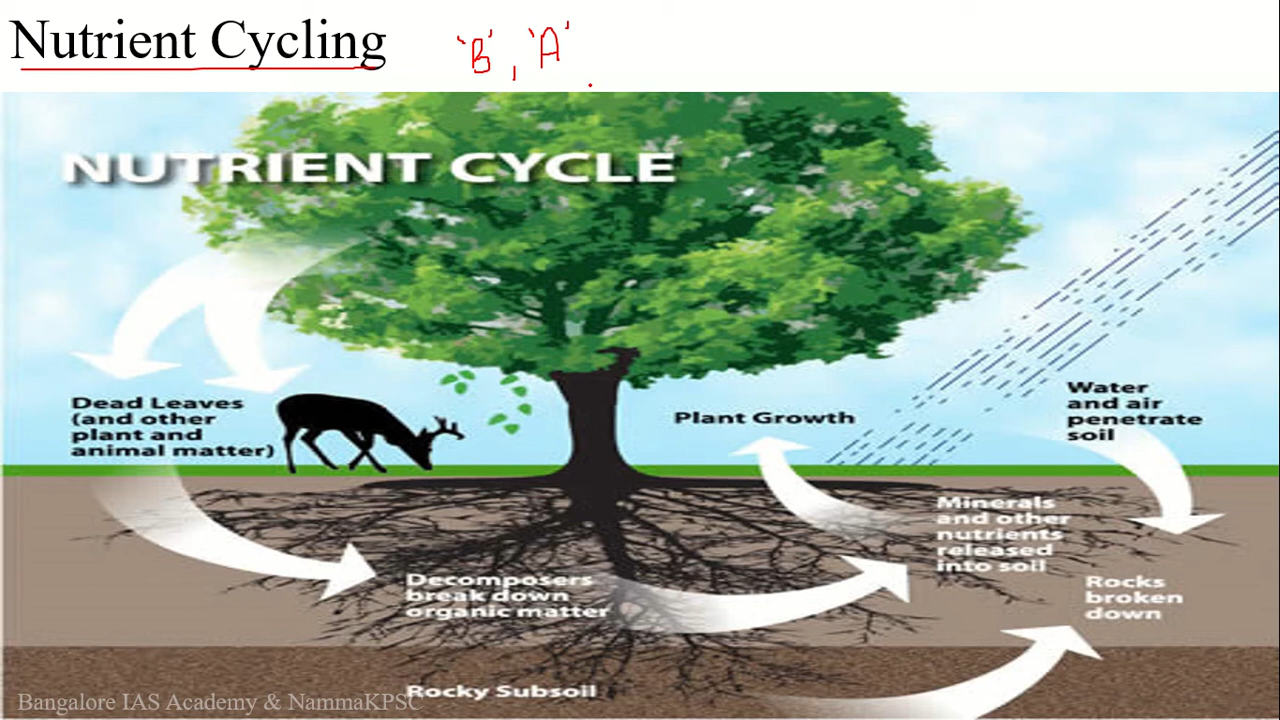 Nutrient Cycling
'B', 'A'
NUTRIENT CYCLE
Dead Leaves
(and other
plant and
animal matter)
Plant Growth
Water
and air
penetrate
soil
Minerals
and other
nutrients
released
into soil
Decomposers
break down
organic matter
Rocks
broken
down
Rocky Subsoil
Bangalore IAS Academy & NammaKPSC